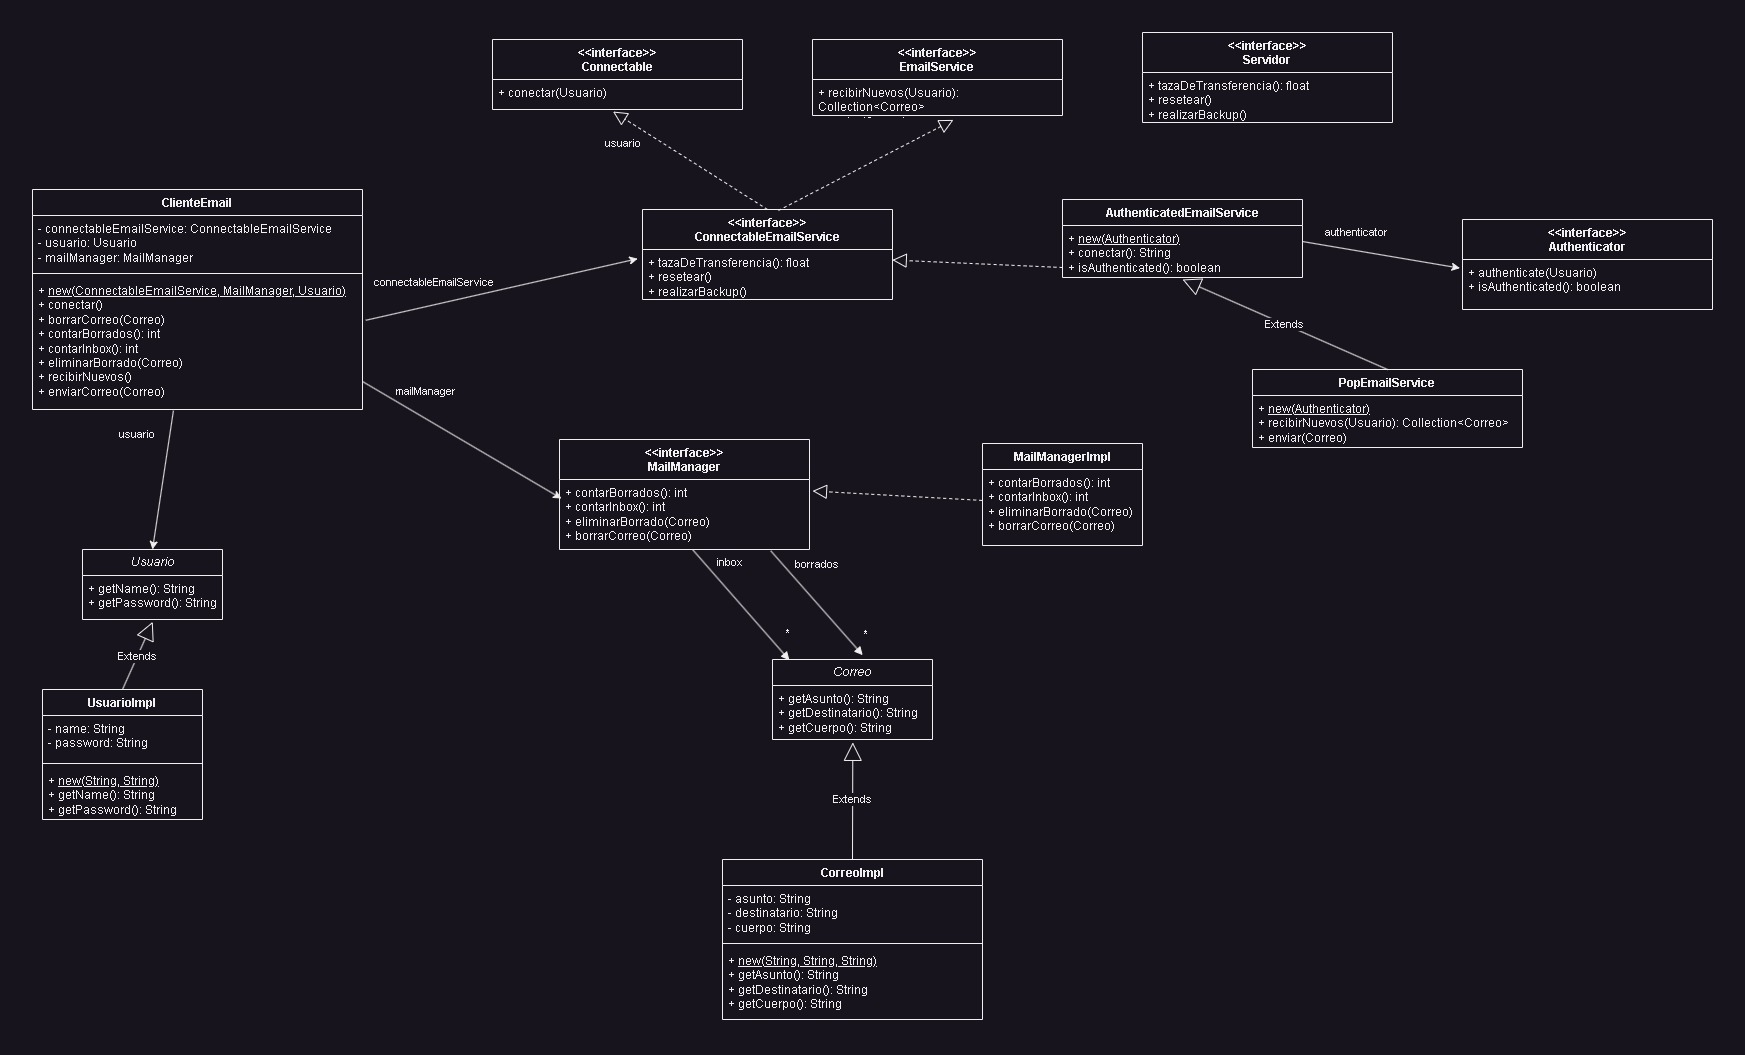 <<interface>>
Connectable
+ conectar(Usuario)
<<interface>>
EmailService
+ recibirNuevos(Usuario):
Collection<Correo>
<<interface>>
Servidor
+ tazaDeTransferencia(): float
+ resetear()
+ realizarBackup()
usuario
ClienteEmail
- connectableEmailService: ConnectableEmailService
- usuario: Usuario
- mailManager: MailManager
+ new(ConnectableEmailService, MailManager, Usuario)
+ conectar()
+ borrarCorreo(Correo)
+ contarBorrados(): int
+ contarInbox(): int
+ eliminarBorrado(Correo)
+ recibirNuevos()
+ enviarCorreo(Correo)
connectableEmailService
<<interface>>
ConnectableEmailService
+ tazaDeTransferencia(): float
+ resetear()
+ realizarBackup()
AuthenticatedEmailService
+ new(Authenticator)
+ conectar(): String
+ isAuthenticated(): boolean
authenticator
<<interface>>
Authenticator
+ authenticate(Usuario)
+ isAuthenticated(): boolean
Extends
PopEmailService
+ new(Authenticator)
+ recibirNuevos(Usuario): Collection<Correo>
+ enviar(Correo)
mailManager
usuario
<<interface>>
MailManager
+ contarBorrados(): int
+ contarInbox(): int
+ eliminarBorrado(Correo)
+ borrarCorreo(Correo)
MailManagerImpl
+ contarBorrados(): int
+ contarInbox(): int
+ eliminarBorrado(Correo)
+ borrarCorreo(Correo)
Usuario
+ getName(): String
+ getPassword(): String
inbox
borrados
*
*
Extends
UsuarioImpl
- name: String
- password: String
+ new(String, String)
+ getName(): String
+ getPassword(): String
Correo
+ getAsunto(): String
+ getDestinatario(): String
+ getCuerpo(): String
Extends
CorreoImpl
- asunto: String
- destinatario: String
- cuerpo: String
+ new(String, String, String)
+ getAsunto(): String
+ getDestinatario(): String
+ getCuerpo(): String